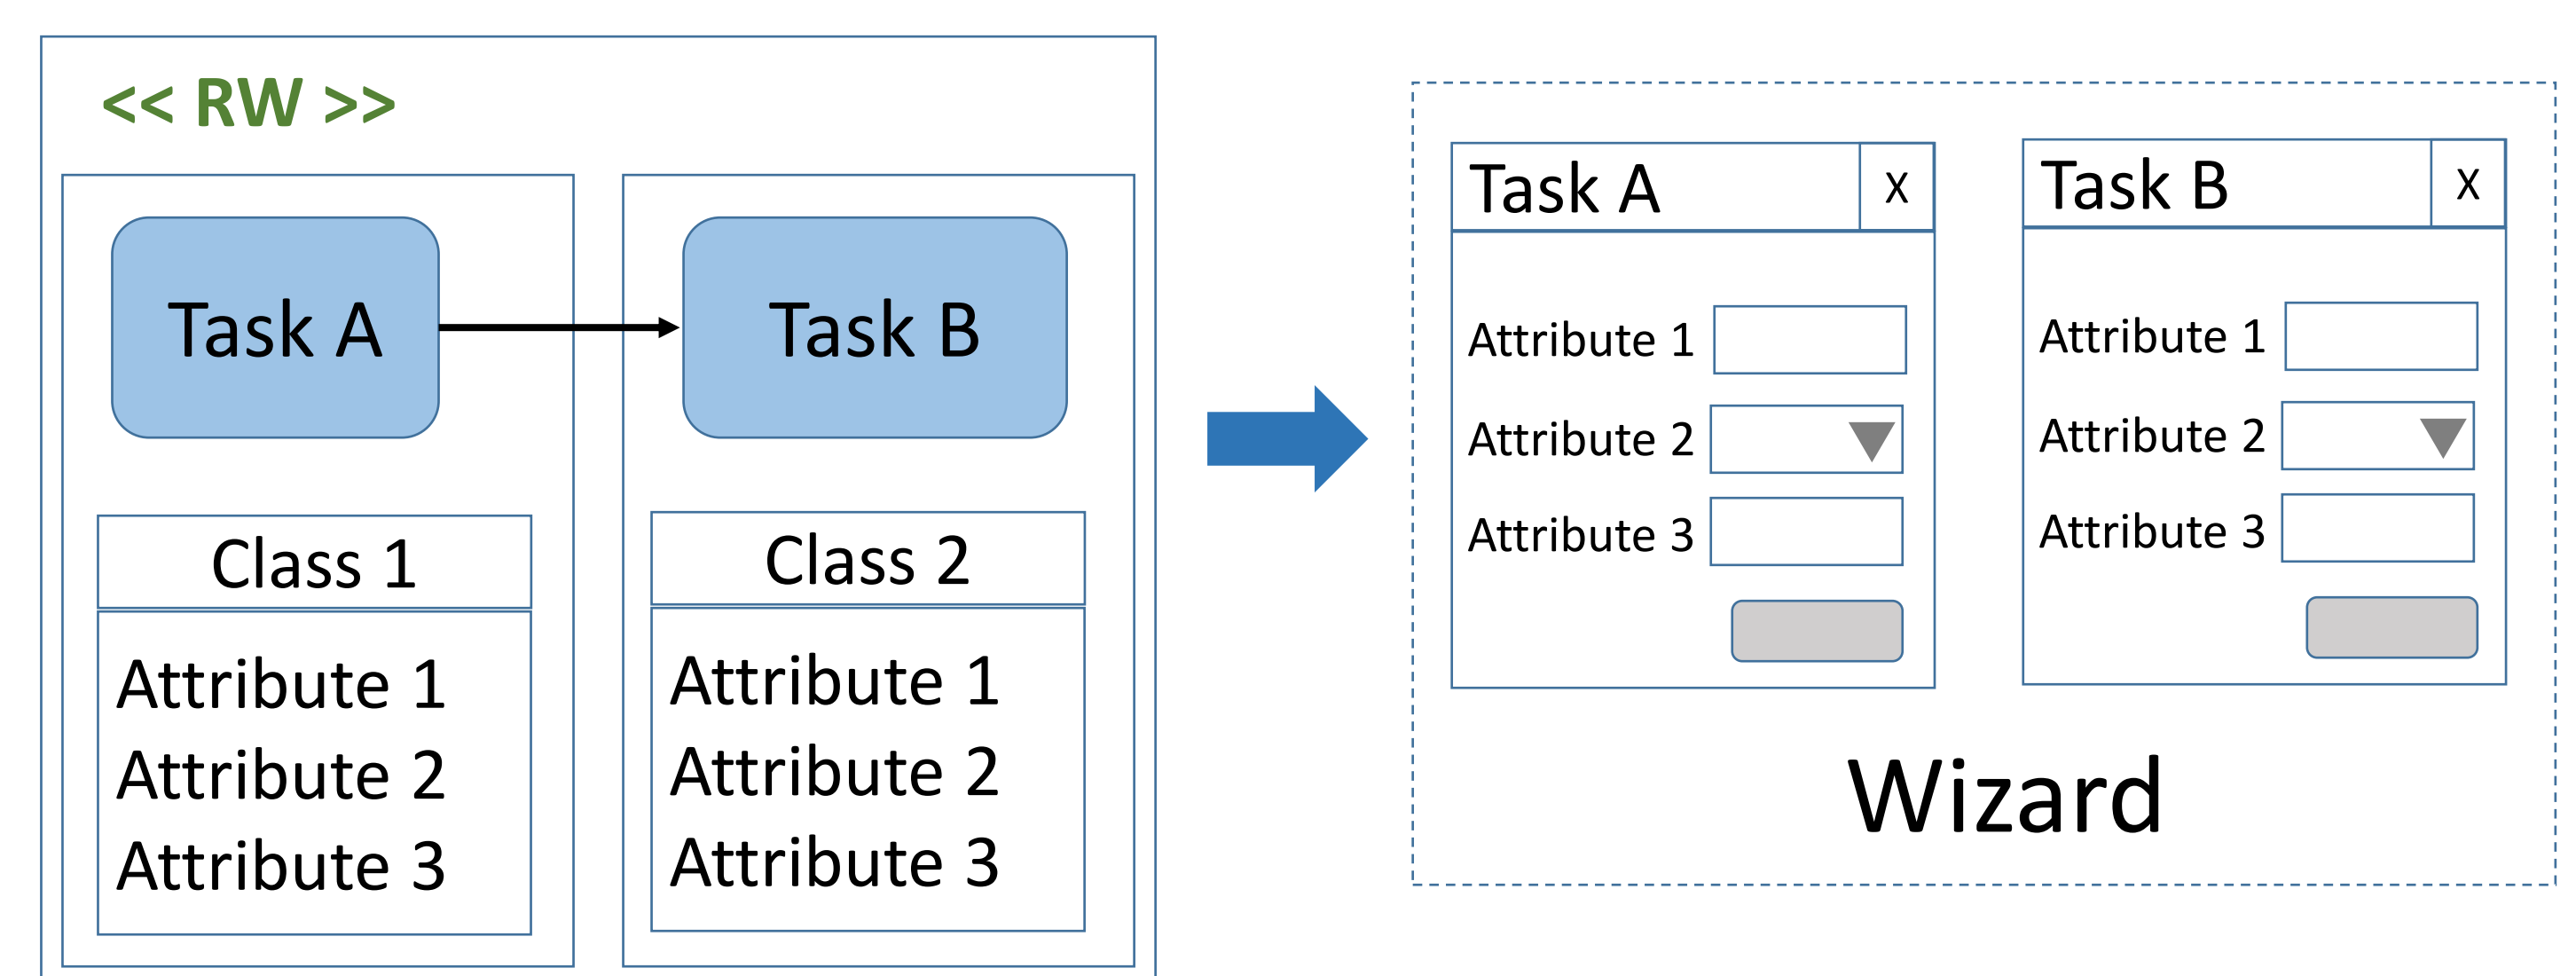 << RW >>
Task A
Task B
Class 1
Attribute 1
Attribute 2
Attribute 3
Class 2
Attribute 1
Attribute 2
Attribute 3
Task A
X
Attribute 1
Attribute 2
Attribute 3
Task B
X
Attribute 1
Attribute 2
Attribute 3
Wizard